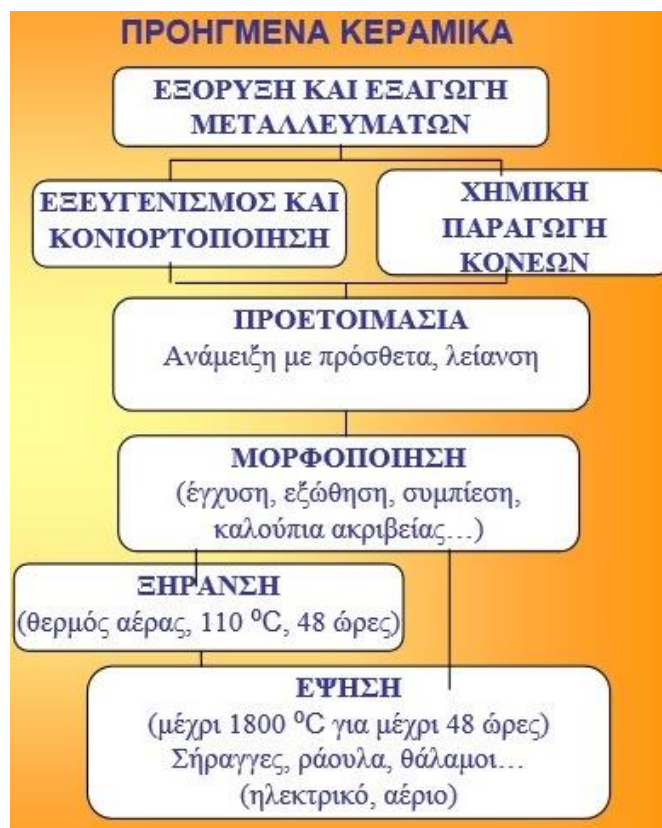 ΠΡΟΗΓΜΕΝΑ ΚΕΡΑΜΙΚΑ
ΕΞΟΡΥΞΗ ΚΑΙ ΕΞΑΓΩΓΗ
ΜΕΤΑΛΛΕΥΜΑΤΩΝ
ΕΞΕΥΓΕΝΙΣΜΟΣ ΚΑΙ
ΚΟΝΙΟΡΤΟΠΟΙΗΣΗ
ΧΗΜΙΚΗ
ΠΑΡΑΓΩΓΗ
ΚΟΝΕΩΝ
ΠΡΟΕΤΟΙΜΑΣΙΑ
Ανάμειξη με πρόσθετα, λείανση
ΜΟΡΦΟΠΟΙΗΣΗ
(έγχυση, εξώθηση, συμπίεση,
καλούπια ακριβείας…)
ΞΗΡΑΝΣΗ
(θερμός αέρας, 110 ⁰C, 48 ώρες)
ΕΨΗΣΗ
(μέχρι 1800 ⁰C για μέχρι 48 ώρες)
Σήραγγες, ράουλα, θάλαμοι…
(ηλεκτρικό, αέριο)